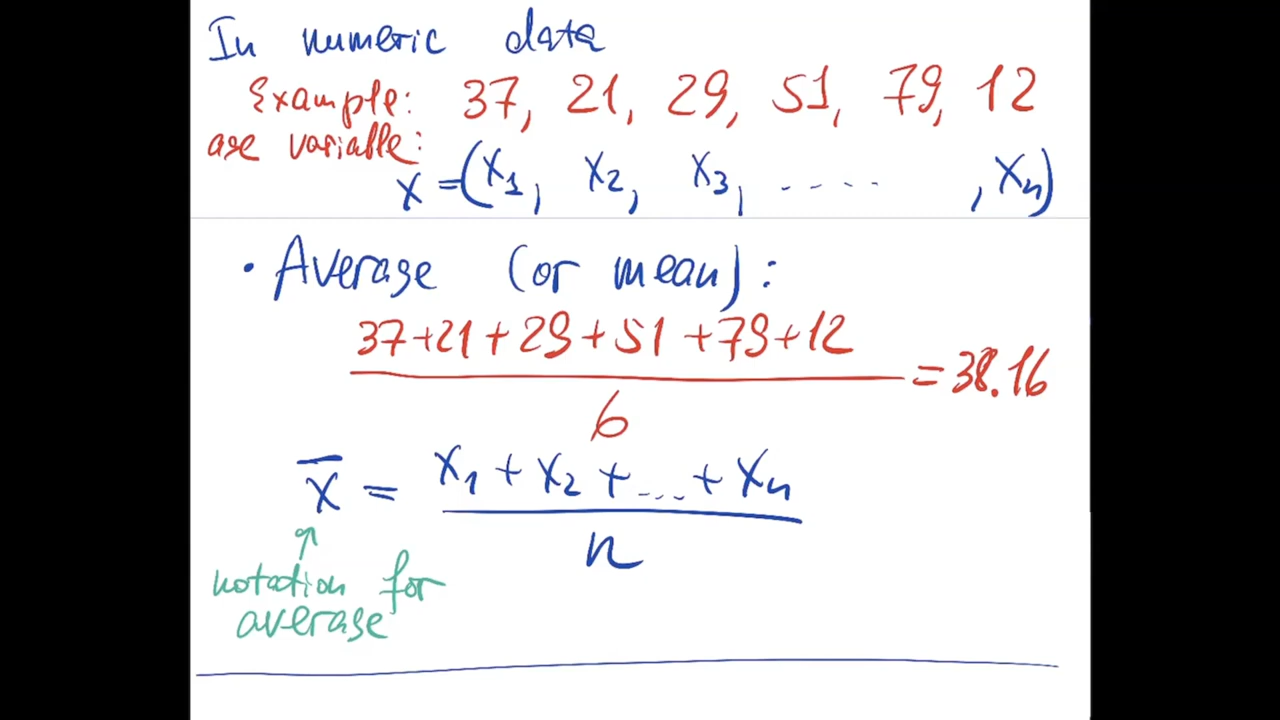 In numeric data
Example: 37, 21, 29, 51, 79, 12
age variable:
x = (x₁, x₂, x₃, ....., xₙ)
• Average (or mean):
37+21+29+51+79+12
= 38.16
6
x̄ = x₁ + x₂ + ... + xₙ
n
↑
notation for
average